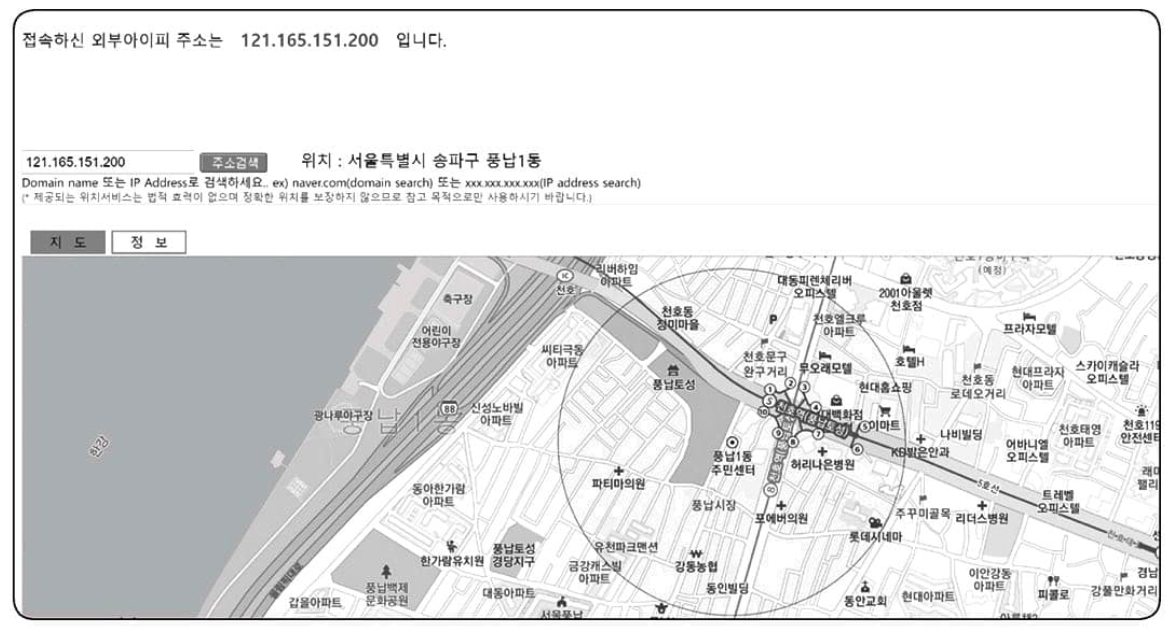 접속하신 외부아이피 주소는 121.165.151.200 입니다.
121.165.151.200 주소검색 위치 : 서울특별시 송파구 풍납1동
Domain name 또는 IP Address로 검색하세요.. ex) naver.com(domain search) 또는 xxx.xxx.xxx.xxx(IP address search)
(* 제공되는 위치서비스는 법적 효력이 없으며 정확한 위치를 보장하지 않으므로 참고 목적으로만 사용하시기 바랍니다.)
지 도 정 보
리버하임
아파트
IC
천호
대동피렌체리버
오피스텔
2001아울렛
천호점
(예정)
축구장
어린이
전용야구장
천호동
장미마을
P
천호엘크루
아파트
프라자모텔
씨티극동
아파트
천호문구
완구거리
무오래모텔
호텔H
스카이캐슬라
오피스텔
풍납토성
현대홈쇼핑
천호동
로데오거리
현대프라자
아파트
광나루야구장
88
신성노바빌
아파트
풍납1동
1
2
3
4
5
6
7
8
9
10
현대백화점
이마트
나비빌딩
천호태영
아파트
천호119
안전센터
한강
풍납1동
주민센터
허리나은병원
KB밝은안과
어바니엘
오피스텔
파티마의원
8
5호선
동아한가람
아파트
풍납시장
포에버의원
주꾸미골목
리더스병원
트레벨
오피스텔
롯데시네마
한가람유치원
풍납토성
경당지구
유천파크맨션
천호대로
금강캐스빌
아파트
강동농협
풍납백제
문화공원
올림픽대로
갑을아파트
대동아파트
동인빌딩
동안교회
현대아파트
이안강동
아파트
피콜로
경남
강풀만화거리
서울풍납